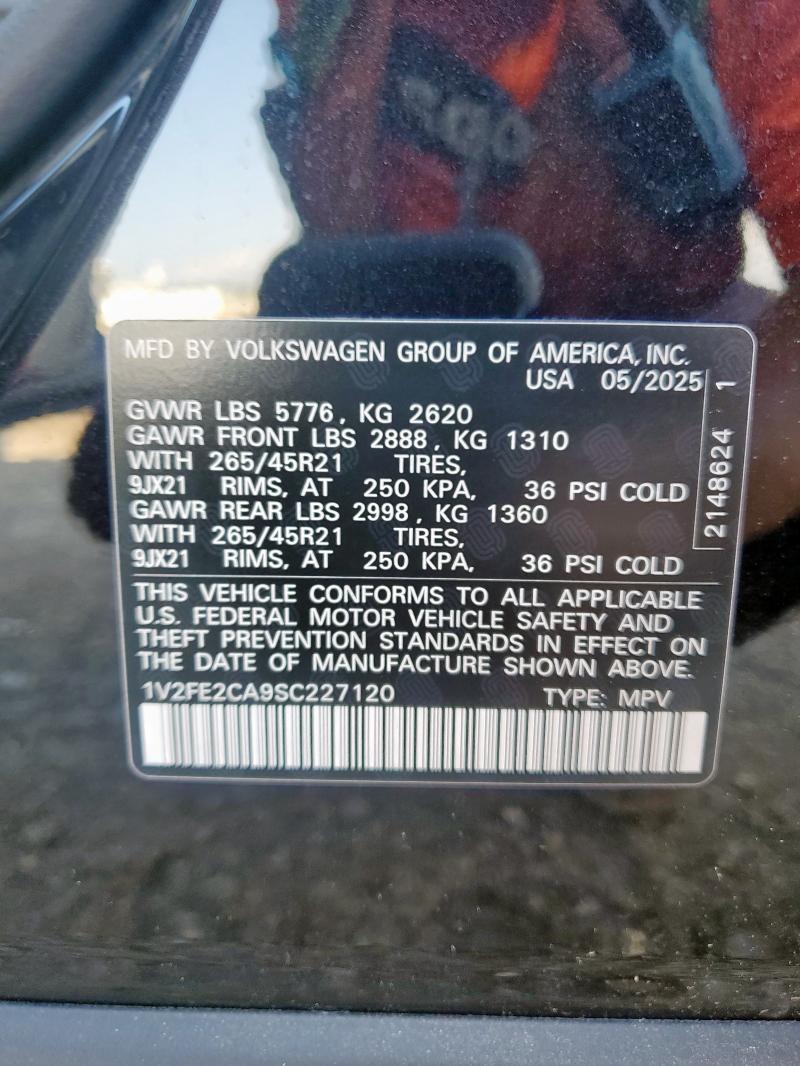 MFD BY VOLKSWAGEN GROUP OF AMERICA, INC.
USA 05/2025
GVWR LBS 5776, KG 2620
GAWR FRONT LBS 2888, KG 1310
WITH 265/45R21 TIRES,
9JX21 RIMS, AT 250 KPA, 36 PSI COLD
GAWR REAR LBS 2998, KG 1360
WITH 265/45R21 TIRES,
9JX21 RIMS, AT 250 KPA, 36 PSI COLD
2148624 1
THIS VEHICLE CONFORMS TO ALL APPLICABLE
U.S. FEDERAL MOTOR VEHICLE SAFETY AND
THEFT PREVENTION STANDARDS IN EFFECT ON
THE DATE OF MANUFACTURE SHOWN ABOVE.
1V2FE2CA9SC227120 TYPE: MPV